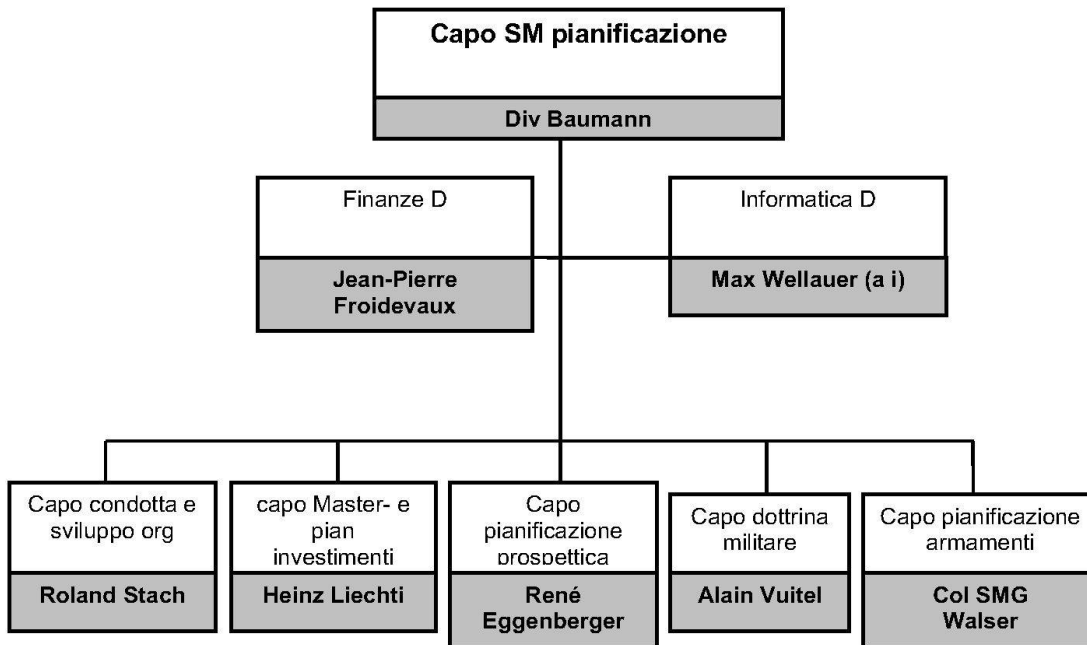 Capo SM pianificazione
Div Baumann
Finanze D
Jean-Pierre
Froidevaux
Informatica D
Max Wellauer (a i)
Capo condotta e
sviluppo org
Roland Stach
capo Master- e
pian
investimenti
Heinz Liechti
Capo
pianificazione
prospettica
René
Eggenberger
Capo dottrina
militare
Alain Vuitel
Capo pianificazione
armamenti
Col SMG
Walser